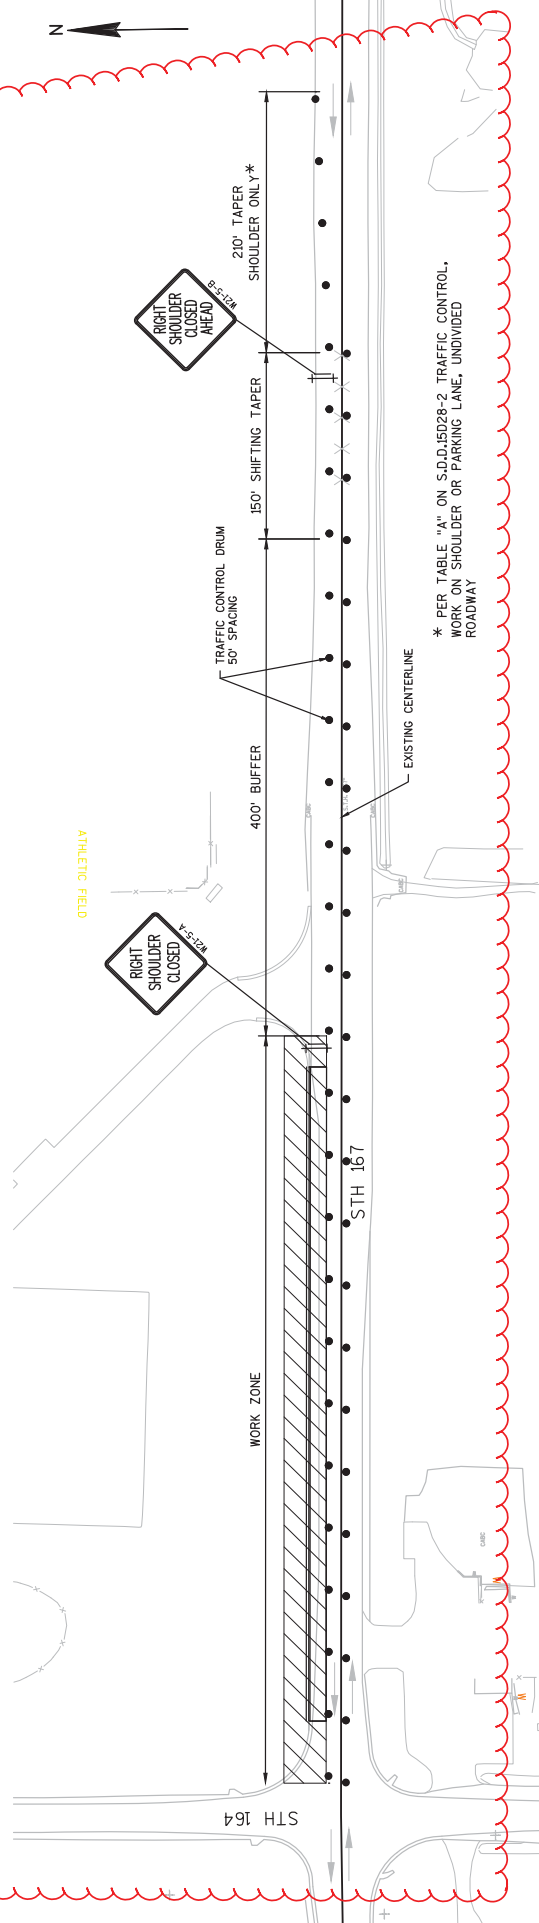 N
210' TAPER
SHOULDER ONLY*
RIGHT
SHOULDER
CLOSED
AHEAD
W21-5-B
150' SHIFTING TAPER
* PER TABLE "A" ON S.D.D.15D28-2 TRAFFIC CONTROL,
WORK ON SHOULDER OR PARKING LANE, UNDIVIDED
ROADWAY
TRAFFIC CONTROL DRUM
50' SPACING
EXISTING CENTERLINE
400' BUFFER
ATHLETIC FIELD
RIGHT
SHOULDER
CLOSED
W21-5-A
CABC
STH 167
WORK ZONE
CABC
W
W
STH 164